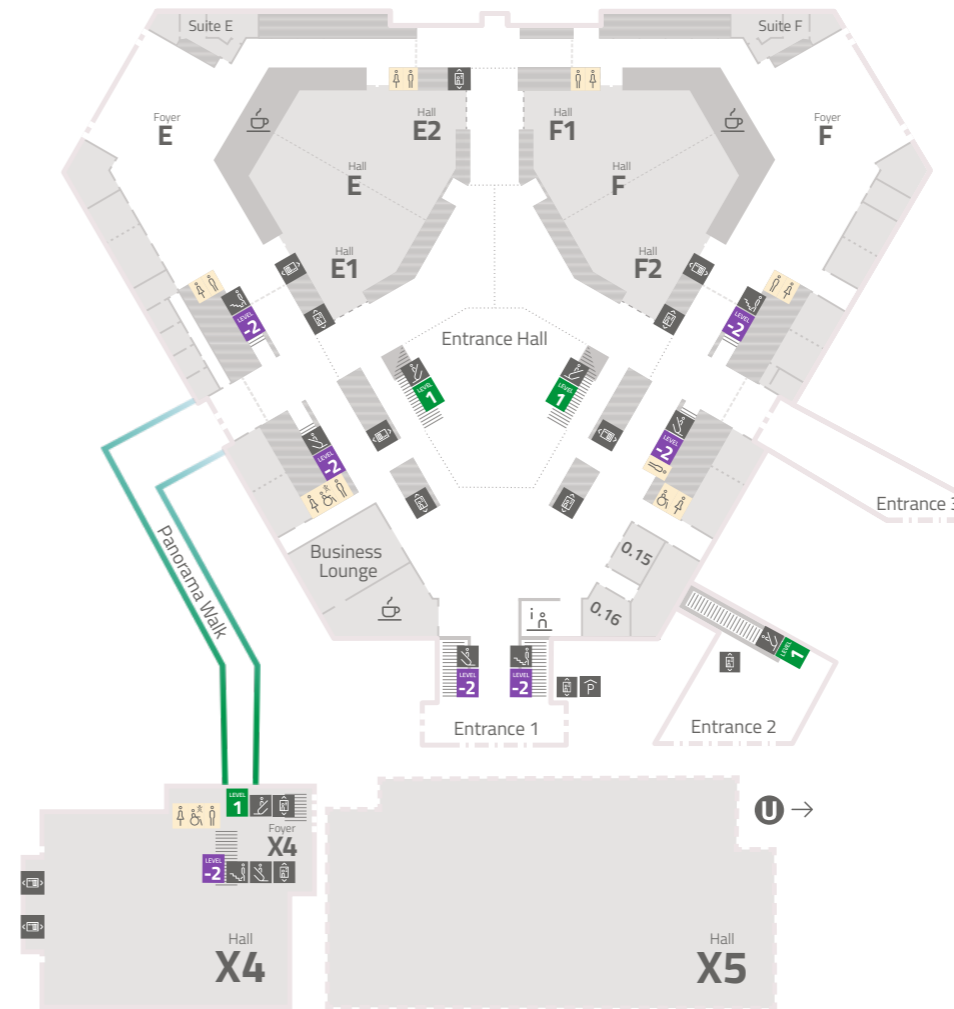 Suite E
Suite F
Foyer
E
Hall
E2
Hall
F1
Foyer
F
Hall
E
Hall
F
Hall
E1
Hall
F2
LEVEL
-2
LEVEL
-2
Entrance Hall
LEVEL
1
LEVEL
1
LEVEL
-2
LEVEL
-2
Entrance 3
Panorama Walk
Business
Lounge
0.15
0.16
i
LEVEL
-2
LEVEL
-2
P
LEVEL
1
Entrance 1
Entrance 2
LEVEL
1
U
Foyer
X4
LEVEL
-2
Hall
X4
Hall
X5